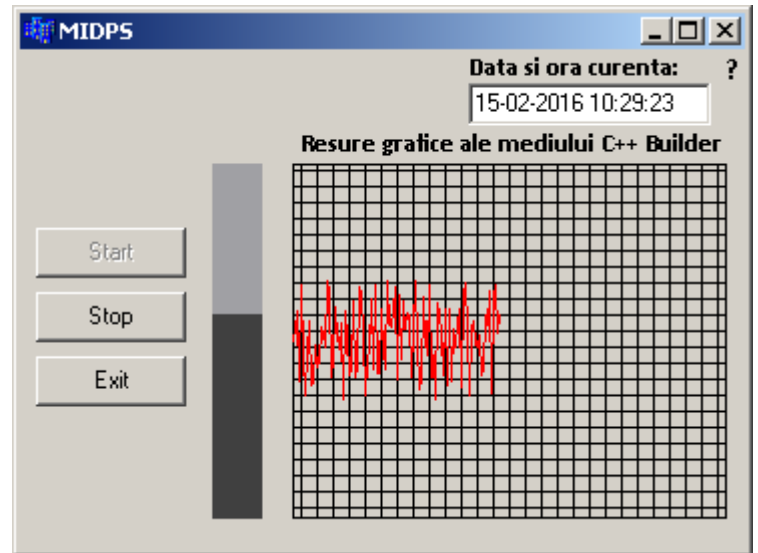 MIDPS
Data si ora curenta: ?
15-02-2016 10:29:23
Resure grafice ale mediului C++ Builder
Start
Stop
Exit